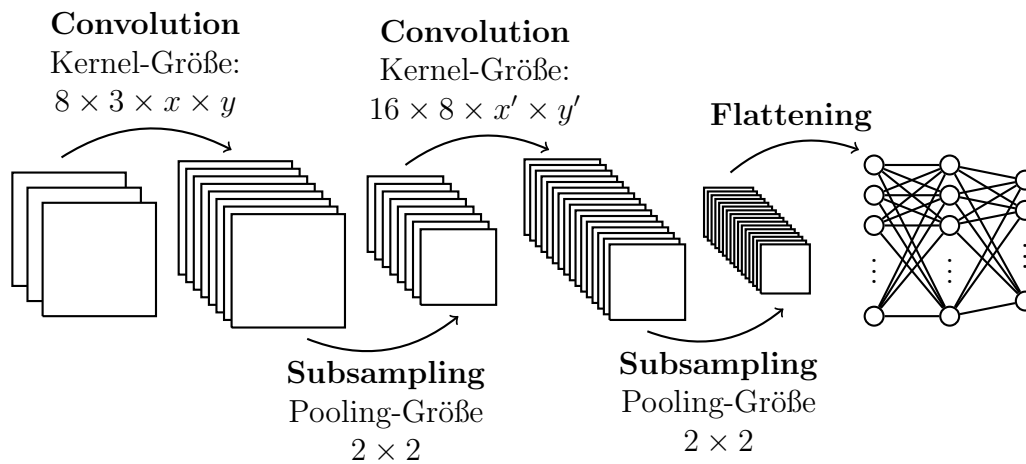 Convolution
Kernel-Größe:
8 × 3 × x × y
Convolution
Kernel-Größe:
16 × 8 × x′ × y′
Flattening
Subsampling
Pooling-Größe
2 × 2
Subsampling
Pooling-Größe
2 × 2